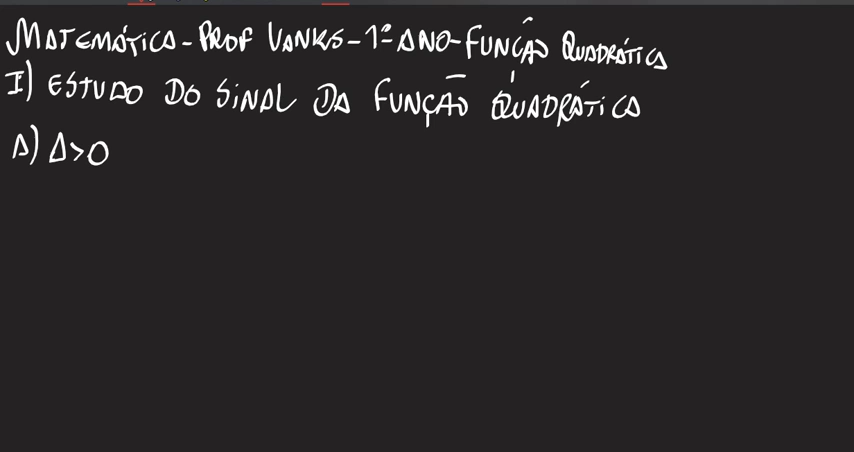 MATEMÁTICA - PROF VANKS - 1º ANO - FUNÇÃO QUADRÁTICA
I) ESTUDO DO SINAL DA FUNÇÃO QUADRÁTICA
A) Δ>0